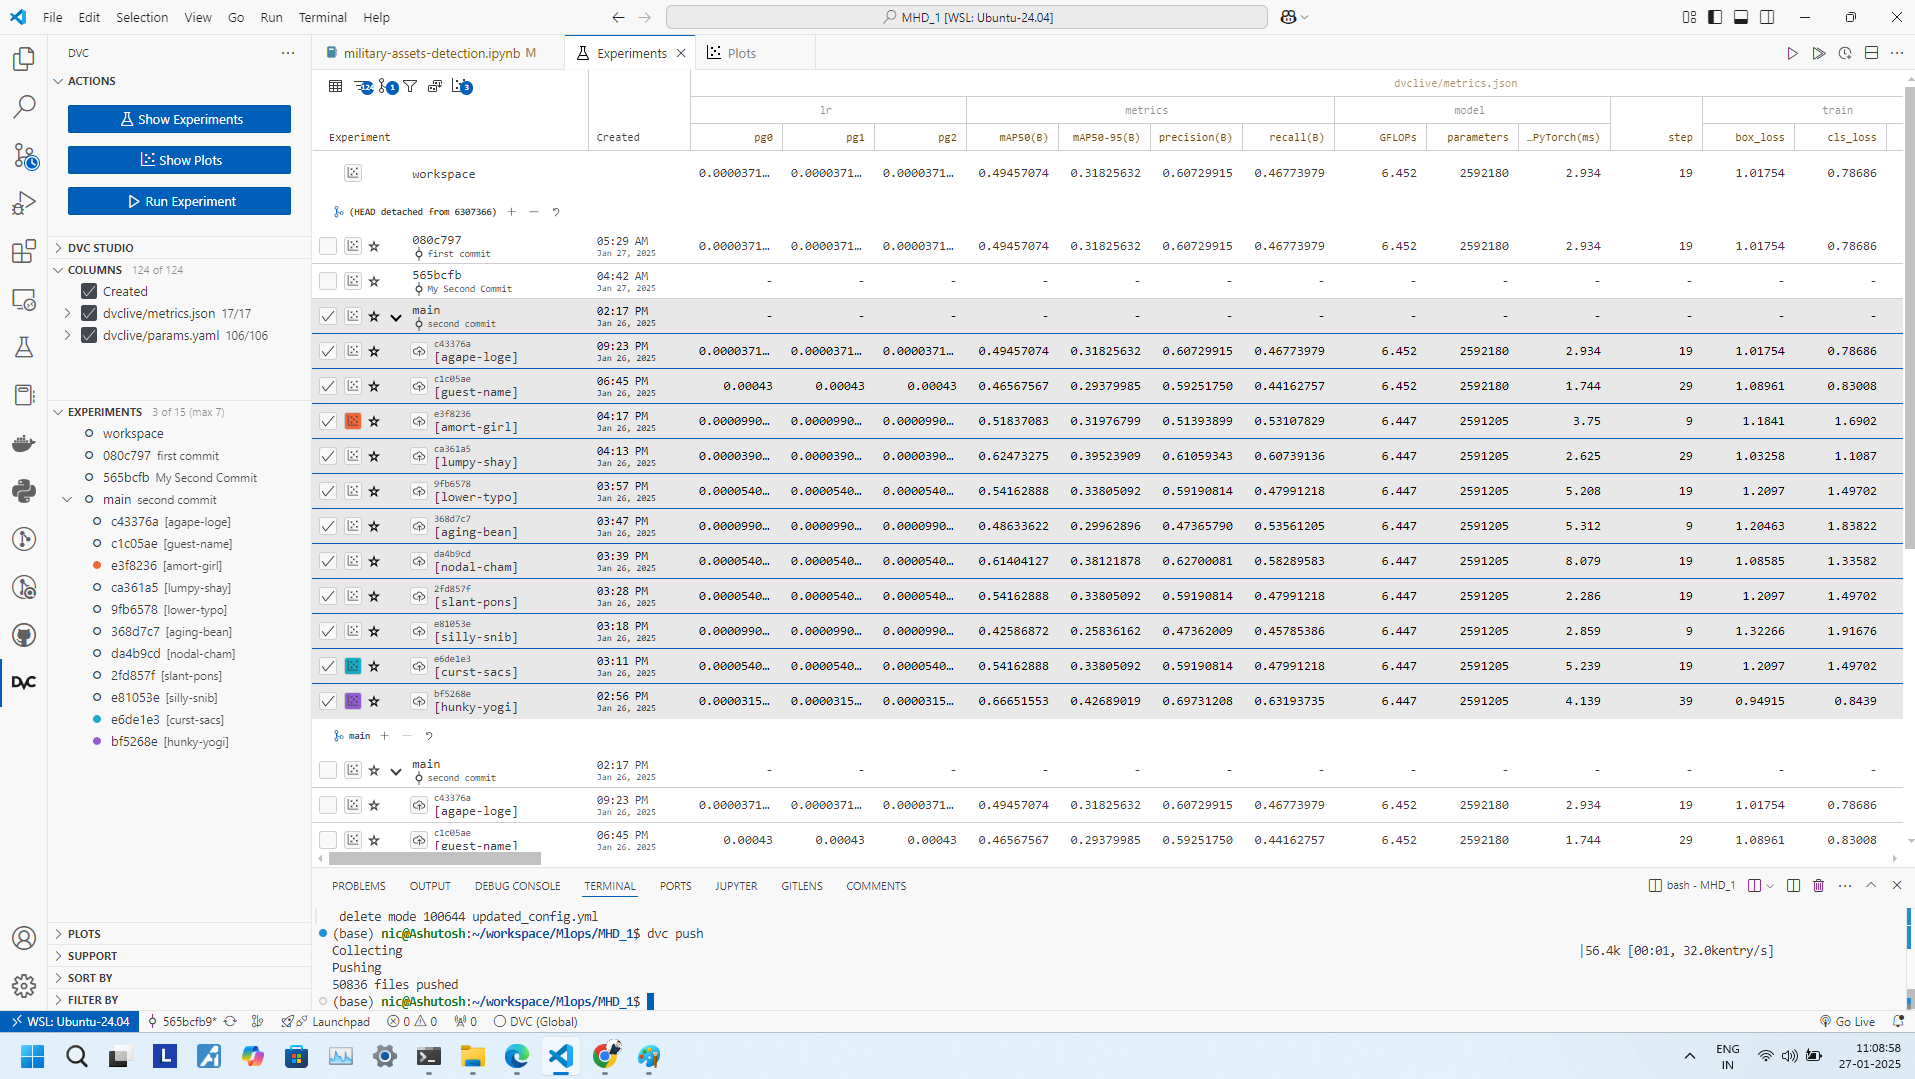 File Edit Selection View Go Run Terminal Help
MHD_1 [WSL: Ubuntu-24.04]
DVC
military-assets-detection.ipynb M
Experiments
Plots
ACTIONS
Show Experiments
Show Plots
Run Experiment
DVC STUDIO
COLUMNS 124 of 124
Created
dvclive/metrics.json 17/17
dvclive/params.yaml 106/106
EXPERIMENTS 3 of 15 (max 7)
workspace
080c797 first commit
565bcfb My Second Commit
main second commit
c43376a [agape-loge]
c1c05ae [guest-name]
e3f8236 [amort-girl]
ca361a5 [lumpy-shay]
9fb6578 [lower-typo]
368d7c7 [aging-bean]
da4b9cd [nodal-cham]
2fd857f [slant-pons]
e81053e [silly-snib]
e6de1e3 [curst-sacs]
bf5268e [hunky-yogi]
PLOTS
SUPPORT
SORT BY
FILTER BY
124 1 3
dvclive/metrics.json
lr metrics model train
Experiment Created pg0 pg1 pg2 mAP50(B) mAP50-95(B) precision(B) recall(B) GFLOPs parameters _PyTorch(ms) step box_loss cls_loss
workspace 0.0000371… 0.0000371… 0.0000371… 0.49457074 0.31825632 0.60729915 0.46773979 6.452 2592180 2.934 19 1.01754 0.78686
(HEAD detached from 6307366)
080c797 05:29 AM 0.0000371… 0.0000371… 0.0000371… 0.49457074 0.31825632 0.60729915 0.46773979 6.452 2592180 2.934 19 1.01754 0.78686
first commit Jan 27, 2025
565bcfb 04:42 AM - - - - - - - - - - - - -
My Second Commit Jan 27, 2025
main 02:17 PM - - - - - - - - - - - - -
second commit Jan 26, 2025
c43376a 09:23 PM 0.0000371… 0.0000371… 0.0000371… 0.49457074 0.31825632 0.60729915 0.46773979 6.452 2592180 2.934 19 1.01754 0.78686
[agape-loge] Jan 26, 2025
c1c05ae 06:45 PM 0.00043 0.00043 0.00043 0.46567567 0.29379985 0.59251750 0.44162757 6.452 2592180 1.744 29 1.08961 0.83008
[guest-name] Jan 26, 2025
e3f8236 04:17 PM 0.0000990… 0.0000990… 0.0000990… 0.51837083 0.31976799 0.51393899 0.53107829 6.447 2591205 3.75 9 1.1841 1.6902
[amort-girl] Jan 26, 2025
ca361a5 04:13 PM 0.0000390… 0.0000390… 0.0000390… 0.62473275 0.39523909 0.61059343 0.60739136 6.447 2591205 2.625 29 1.03258 1.1087
[lumpy-shay] Jan 26, 2025
9fb6578 03:57 PM 0.0000540… 0.0000540… 0.0000540… 0.54162888 0.33805092 0.59190814 0.47991218 6.447 2591205 5.208 19 1.2097 1.49702
[lower-typo] Jan 26, 2025
368d7c7 03:47 PM 0.0000990… 0.0000990… 0.0000990… 0.48633622 0.29962896 0.47365790 0.53561205 6.447 2591205 5.312 9 1.20463 1.83822
[aging-bean] Jan 26, 2025
da4b9cd 03:39 PM 0.0000540… 0.0000540… 0.0000540… 0.61404127 0.38121878 0.62700081 0.58289583 6.447 2591205 8.079 19 1.08585 1.33582
[nodal-cham] Jan 26, 2025
2fd857f 03:28 PM 0.0000540… 0.0000540… 0.0000540… 0.54162888 0.33805092 0.59190814 0.47991218 6.447 2591205 2.286 19 1.2097 1.49702
[slant-pons] Jan 26, 2025
e81053e 03:18 PM 0.0000990… 0.0000990… 0.0000990… 0.42586872 0.25836162 0.47362009 0.45785386 6.447 2591205 2.859 9 1.32266 1.91676
[silly-snib] Jan 26, 2025
e6de1e3 03:11 PM 0.0000540… 0.0000540… 0.0000540… 0.54162888 0.33805092 0.59190814 0.47991218 6.447 2591205 5.239 19 1.2097 1.49702
[curst-sacs] Jan 26, 2025
bf5268e 02:56 PM 0.0000315… 0.0000315… 0.0000315… 0.66651553 0.42689019 0.69731208 0.63193735 6.447 2591205 4.139 39 0.94915 0.8439
[hunky-yogi] Jan 26, 2025
main
main 02:17 PM - - - - - - - - - - - - -
second commit Jan 26, 2025
c43376a 09:23 PM 0.0000371… 0.0000371… 0.0000371… 0.49457074 0.31825632 0.60729915 0.46773979 6.452 2592180 2.934 19 1.01754 0.78686
[agape-loge] Jan 26, 2025
c1c05ae 06:45 PM 0.00043 0.00043 0.00043 0.46567567 0.29379985 0.59251750 0.44162757 6.452 2592180 1.744 29 1.08961 0.83008
[guest-name] Jan 26, 2025
PROBLEMS OUTPUT DEBUG CONSOLE TERMINAL PORTS JUPYTER GITLENS COMMENTS
bash - MHD_1
delete mode 100644 updated_config.yml
(base) nic@Ashutosh:~/workspace/Mlops/MHD_1$ dvc push
Collecting |56.4k [00:01, 32.0kentry/s]
Pushing
50836 files pushed
(base) nic@Ashutosh:~/workspace/Mlops/MHD_1$
WSL: Ubuntu-24.04 565bcfb9* Launchpad 0 0 0 DVC (Global) Go Live
DVC
L
ENG
IN
11:08:58
27-01-2025